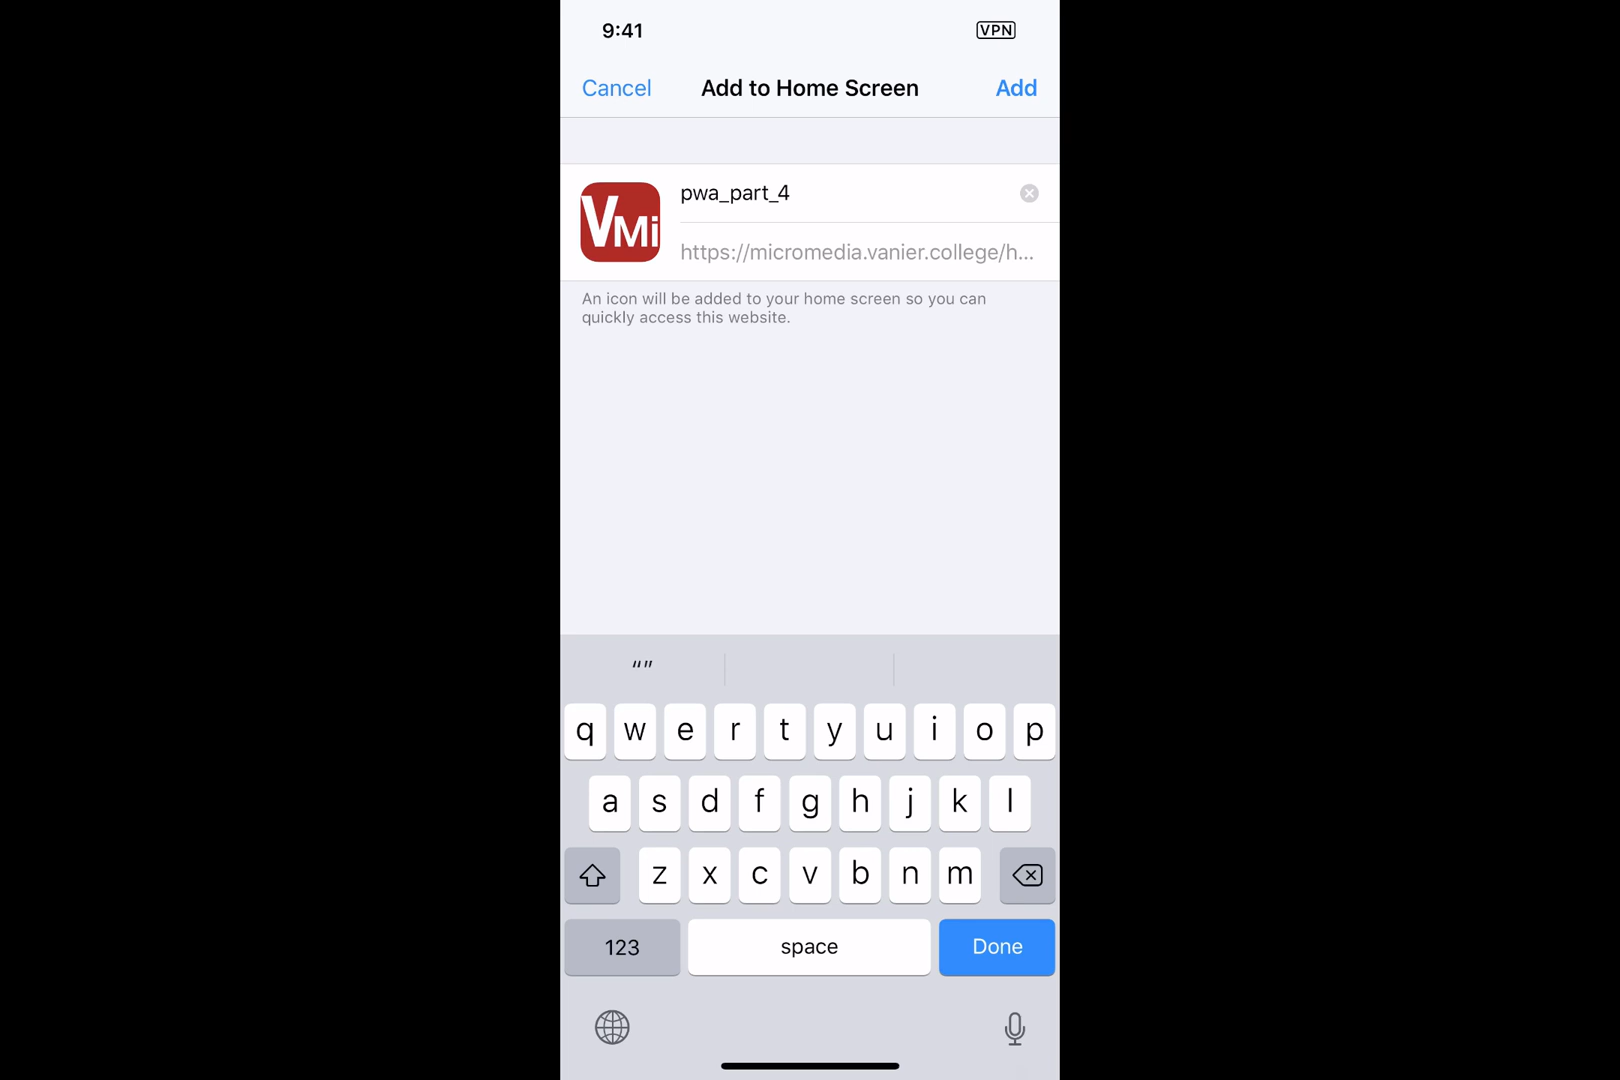 9:41
VPN
Cancel
Add to Home Screen
Add
VMi
pwa_part_4
https://micromedia.vanier.college/h...
An icon will be added to your home screen so you can
quickly access this website.
“”
q w e r t y u i o p
a s d f g h j k l
z x c v b n m
123
space
Done